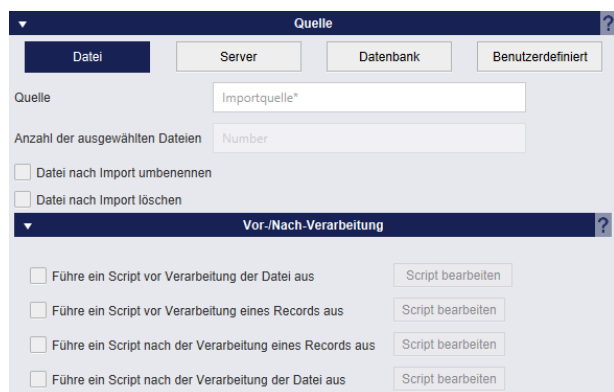 Quelle ?
Datei Server Datenbank Benutzerdefiniert
Quelle Importquelle*
Anzahl der ausgewählten Dateien Number
Datei nach Import umbenennen
Datei nach Import löschen
Vor-/Nach-Verarbeitung ?
Führe ein Script vor Verarbeitung der Datei aus Script bearbeiten
Führe ein Script vor Verarbeitung eines Records aus Script bearbeiten
Führe ein Script nach der Verarbeitung eines Records aus Script bearbeiten
Führe ein Script nach der Verarbeitung der Datei aus Script bearbeiten